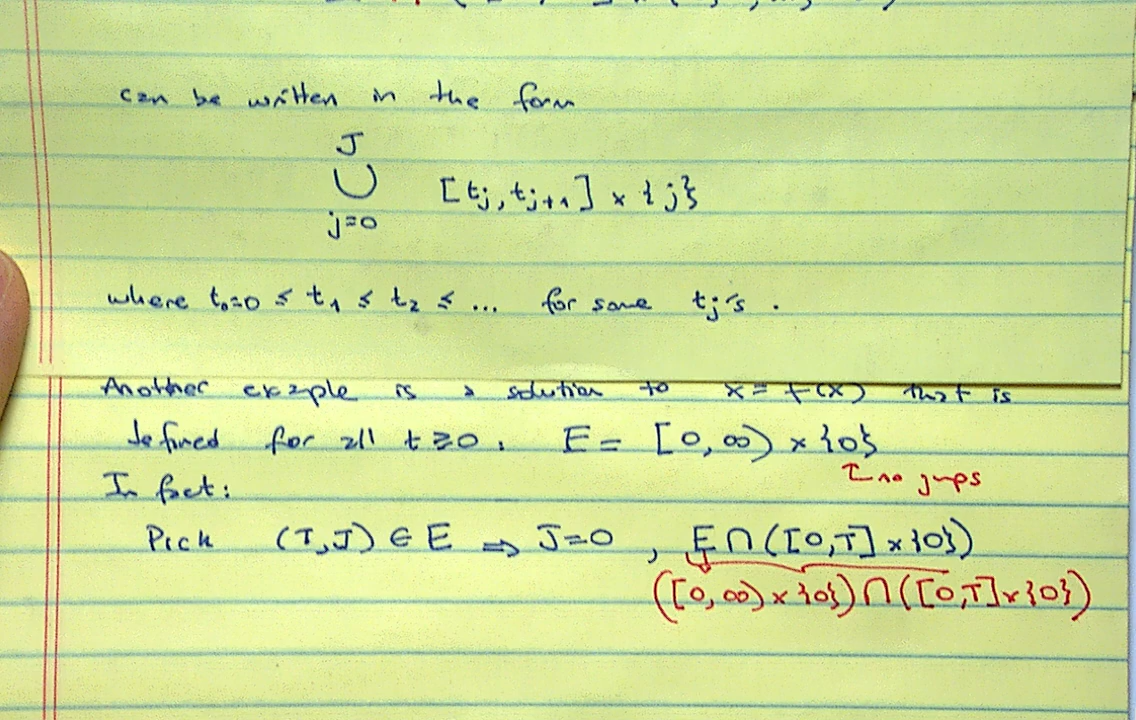 can be written in the form
J
⋃ [tj, tj+1] × {j}
j=0
where t₀=0 ≤ t₁ ≤ t₂ ≤ ... for some tj's .
Another exaple is a solution to x = f(x) that is
defined for all t ≥ 0 . E = [0, ∞) × {0}
↑ no jups
In fact:
Pick (T,J) ∈ E ⇒ J=0 , E ∩ ([0,T] × {0})
([0, ∞) × {0}) ∩ ([0,T] × {0})